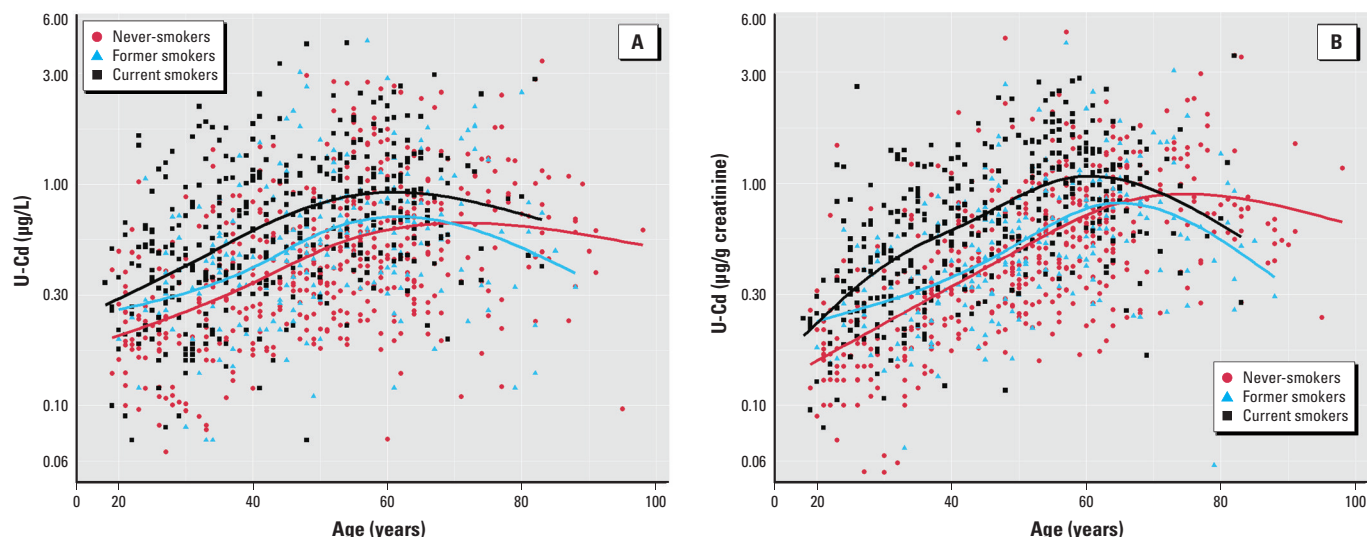 A
Never-smokers
Former smokers
Current smokers
U-Cd (µg/L)
6.00
3.00
1.00
0.30
0.10
0.06
0 20 40 60 80 100
Age (years)
B
U-Cd (µg/g creatinine)
6.00
3.00
1.00
0.30
0.10
0.06
Never-smokers
Former smokers
Current smokers
0 20 40 60 80 100
Age (years)